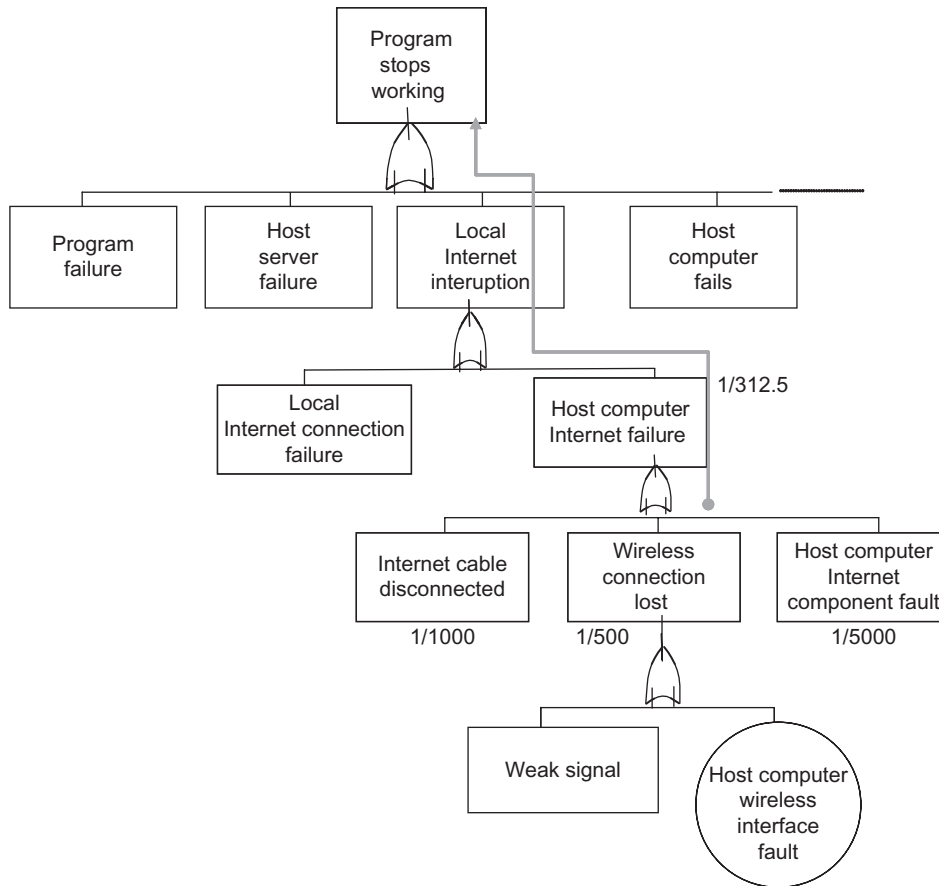 Program
stops
working
Program
failure
Host
server
failure
Local
Internet
interuption
Host
computer
fails
1/312.5
Local
Internet connection
failure
Host computer
Internet failure
Internet cable
disconnected
Wireless
connection
lost
Host computer
Internet
component fault
1/1000
1/500
1/5000
Weak signal
Host computer
wireless
interface
fault